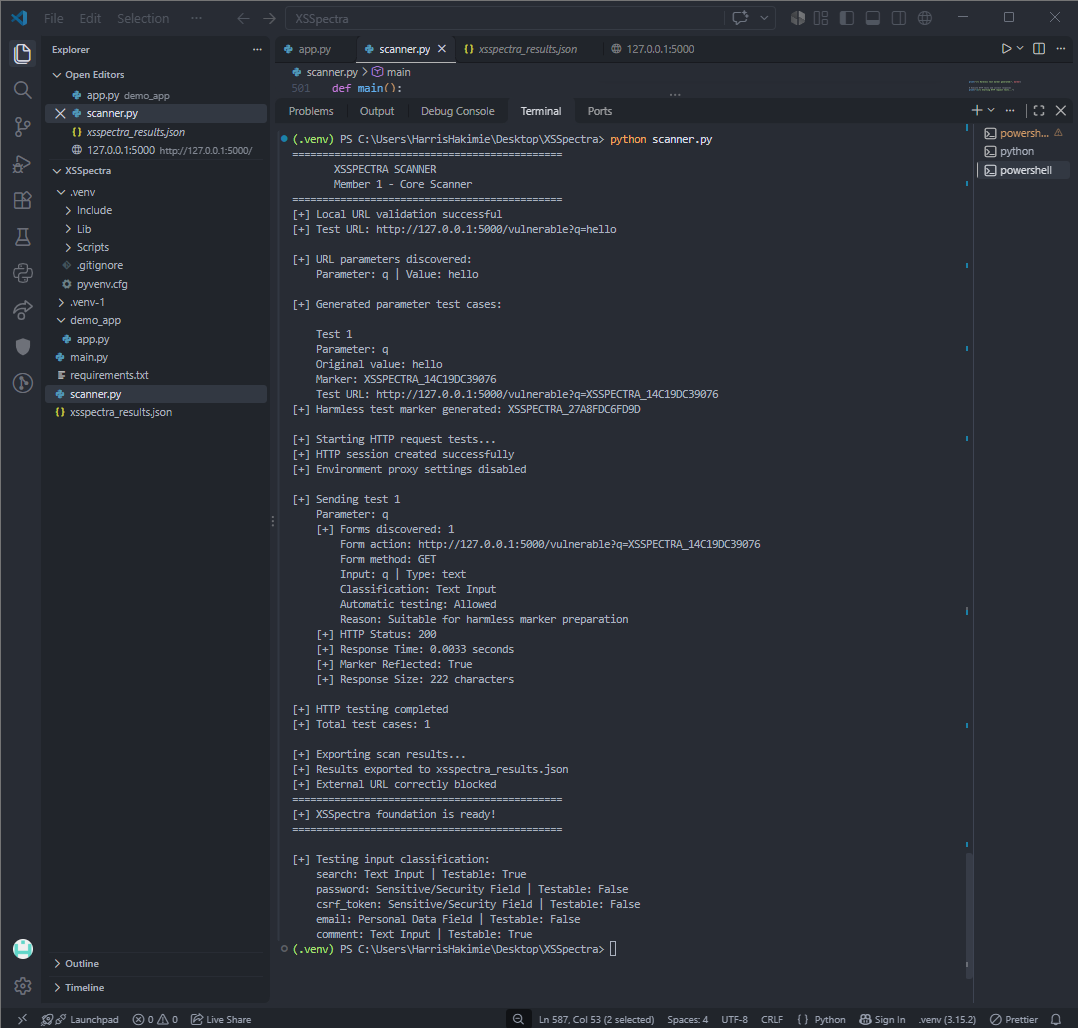 File Edit Selection ··· XSSpectra
Explorer ···
Open Editors
app.py demo_app
scanner.py
xsspectra_results.json
127.0.0.1:5000 http://127.0.0.1:5000/
XSSpectra
.venv
Include
Lib
Scripts
.gitignore
pyvenv.cfg
.venv-1
demo_app
app.py
main.py
requirements.txt
scanner.py
{} xsspectra_results.json
Outline
Timeline
app.py scanner.py {} xsspectra_results.json 127.0.0.1:5000
scanner.py > main
501 def main():
Problems Output Debug Console Terminal Ports
powersh...
python
powershell
(.venv) PS C:\Users\HarrisHakimie\Desktop\XSSpectra> python scanner.py
=============================================
XSSPECTRA SCANNER
Member 1 - Core Scanner
=============================================
[+] Local URL validation successful
[+] Test URL: http://127.0.0.1:5000/vulnerable?q=hello
[+] URL parameters discovered:
Parameter: q | Value: hello
[+] Generated parameter test cases:
Test 1
Parameter: q
Original value: hello
Marker: XSSPECTRA_14C19DC39076
Test URL: http://127.0.0.1:5000/vulnerable?q=XSSPECTRA_14C19DC39076
[+] Harmless test marker generated: XSSPECTRA_27A8FDC6FD9D
[+] Starting HTTP request tests...
[+] HTTP session created successfully
[+] Environment proxy settings disabled
[+] Sending test 1
Parameter: q
[+] Forms discovered: 1
Form action: http://127.0.0.1:5000/vulnerable?q=XSSPECTRA_14C19DC39076
Form method: GET
Input: q | Type: text
Classification: Text Input
Automatic testing: Allowed
Reason: Suitable for harmless marker preparation
[+] HTTP Status: 200
[+] Response Time: 0.0033 seconds
[+] Marker Reflected: True
[+] Response Size: 222 characters
[+] HTTP testing completed
[+] Total test cases: 1
[+] Exporting scan results...
[+] Results exported to xsspectra_results.json
[+] External URL correctly blocked
=============================================
[+] XSSpectra foundation is ready!
=============================================
[+] Testing input classification:
search: Text Input | Testable: True
password: Sensitive/Security Field | Testable: False
csrf_token: Sensitive/Security Field | Testable: False
email: Personal Data Field | Testable: False
comment: Text Input | Testable: True
(.venv) PS C:\Users\HarrisHakimie\Desktop\XSSpectra>
Launchpad 0 0 Live Share Ln 587, Col 53 (2 selected) Spaces: 4 UTF-8 CRLF {} Python Sign In .venv (3.15.2) Prettier